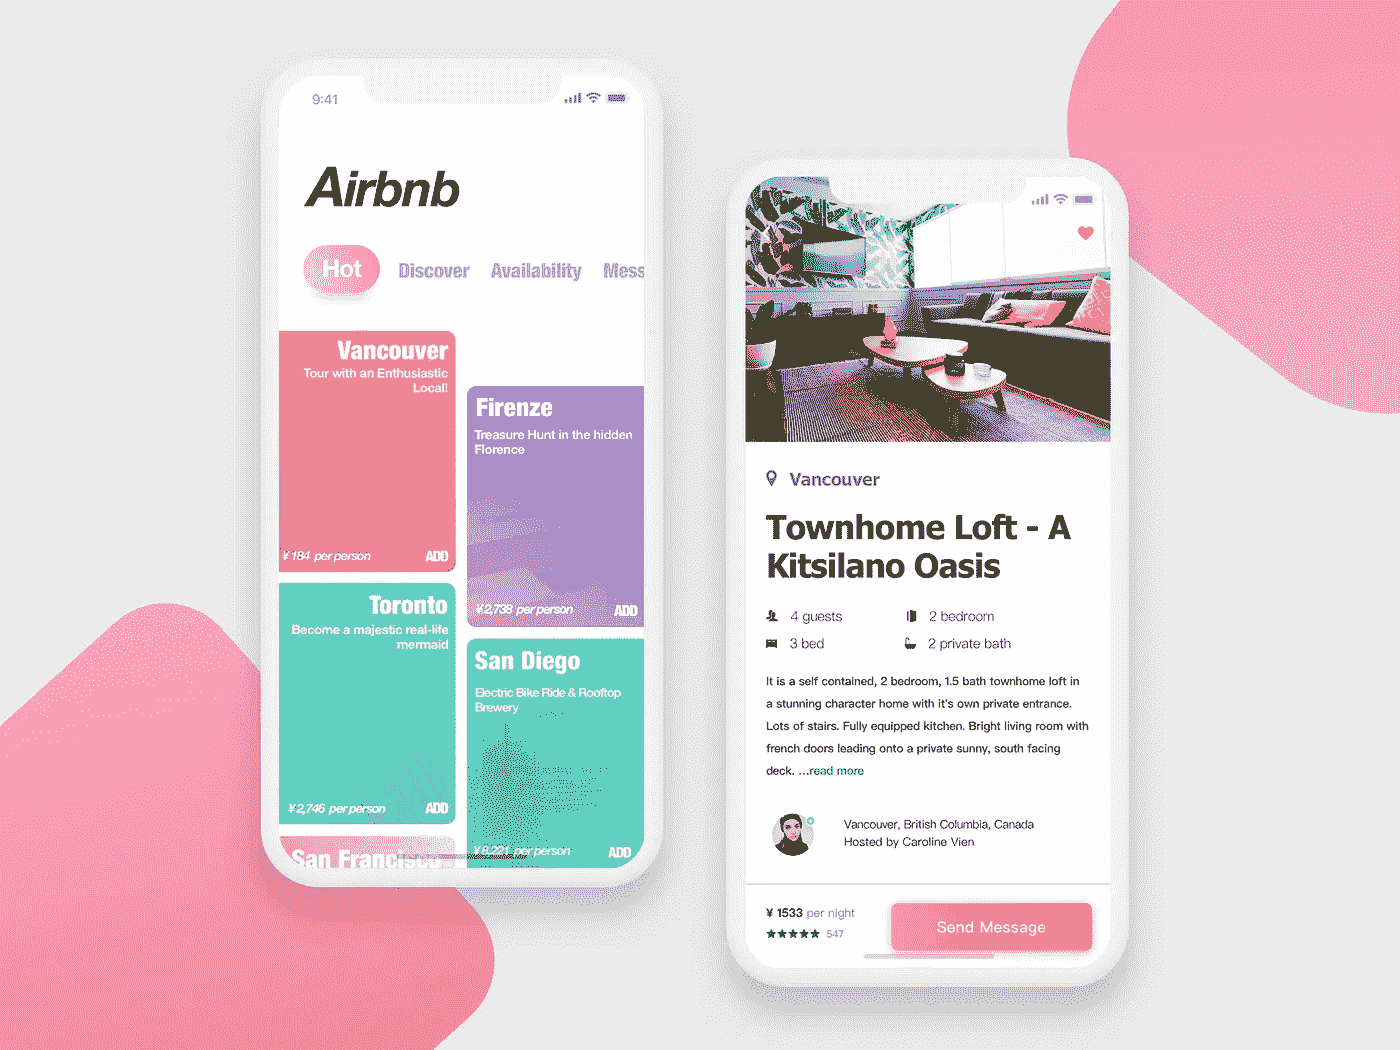 9:41
Airbnb
Hot Discover Availability Mess
Vancouver
Tour with an Enthusiastic
Local!
¥184 per person ADD
Firenze
Treasure Hunt in the hidden
Florence
¥2,738 per person ADD
Toronto
Become a majestic real-life
mermaid
¥2,746 per person ADD
San Diego
Electric Bike Ride & Rooftop
Brewery
¥8,221 per person ADD
San Francisco
Vancouver
Townhome Loft - A
Kitsilano Oasis
4 guests 2 bedroom
3 bed 2 private bath
It is a self contained, 2 bedroom, 1.5 bath townhome loft in
a stunning character home with it's own private entrance.
Lots of stairs. Fully equipped kitchen. Bright living room with
french doors leading onto a private sunny, south facing
deck. ...read more
Vancouver, British Columbia, Canada
Hosted by Caroline Vien
¥ 1533 per night
★★★★★ 547
Send Message